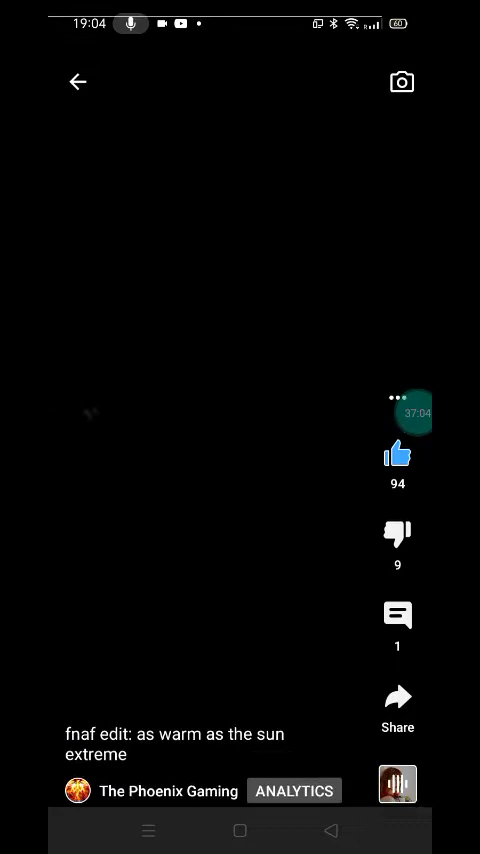 19:04
60
37:04
94
9
1
Share
fnaf edit: as warm as the sun
extreme
The Phoenix Gaming ANALYTICS